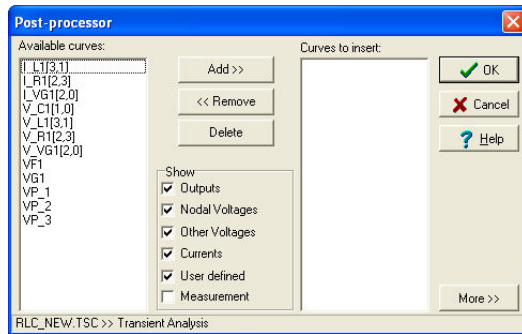 Post-processor
Available curves:
I_L1[3,1]
I_R1[2,3]
I_VG1[2,0]
V_C1[1,0]
V_L1[3,1]
V_R1[2,3]
V_VG1[2,0]
VF1
VG1
VP_1
VP_2
VP_3
Add >>
<< Remove
Delete
Show
Outputs
Nodal Voltages
Other Voltages
Currents
User defined
Measurement
Curves to insert:
OK
Cancel
Help
More >>
RLC_NEW.TSC >> Transient Analysis